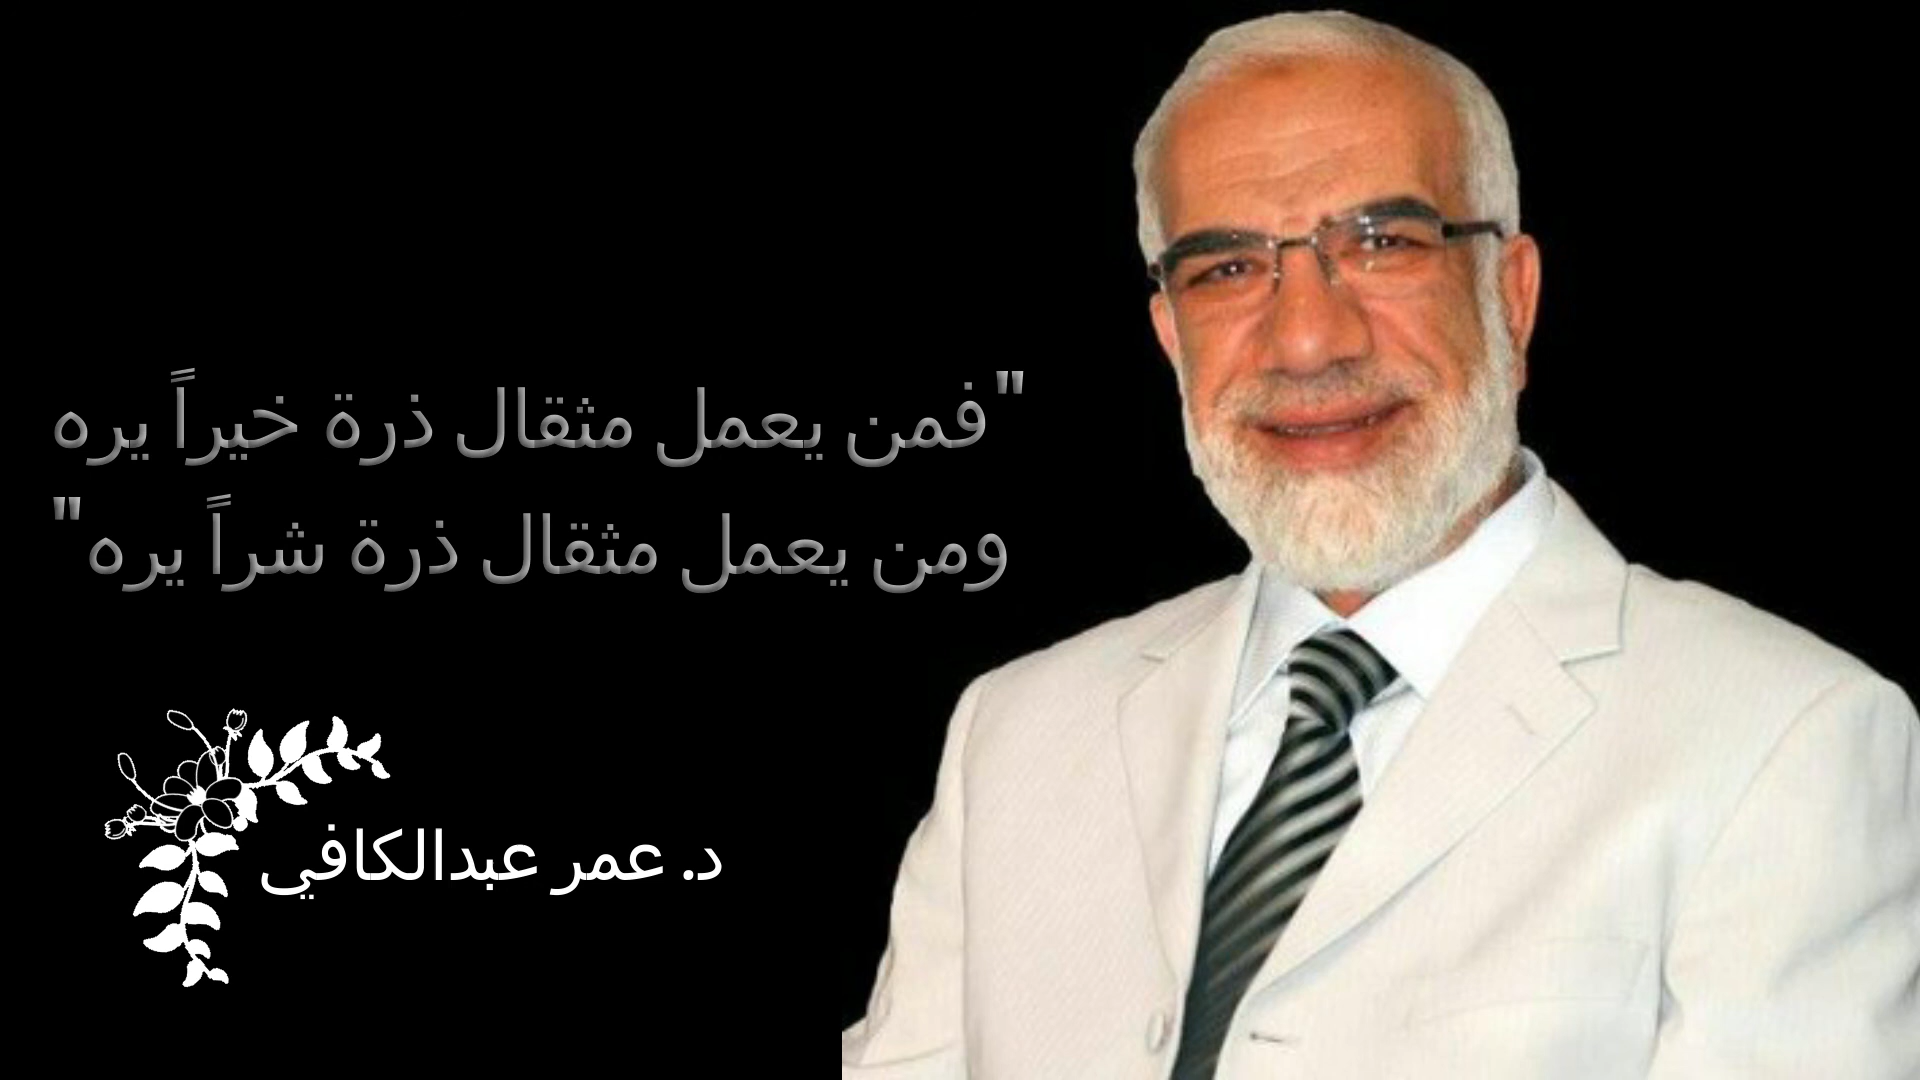 "فمن يعمل مثقال ذرة خيراً يره
ومن يعمل مثقال ذرة شراً يره"
د. عمر عبدالكافي